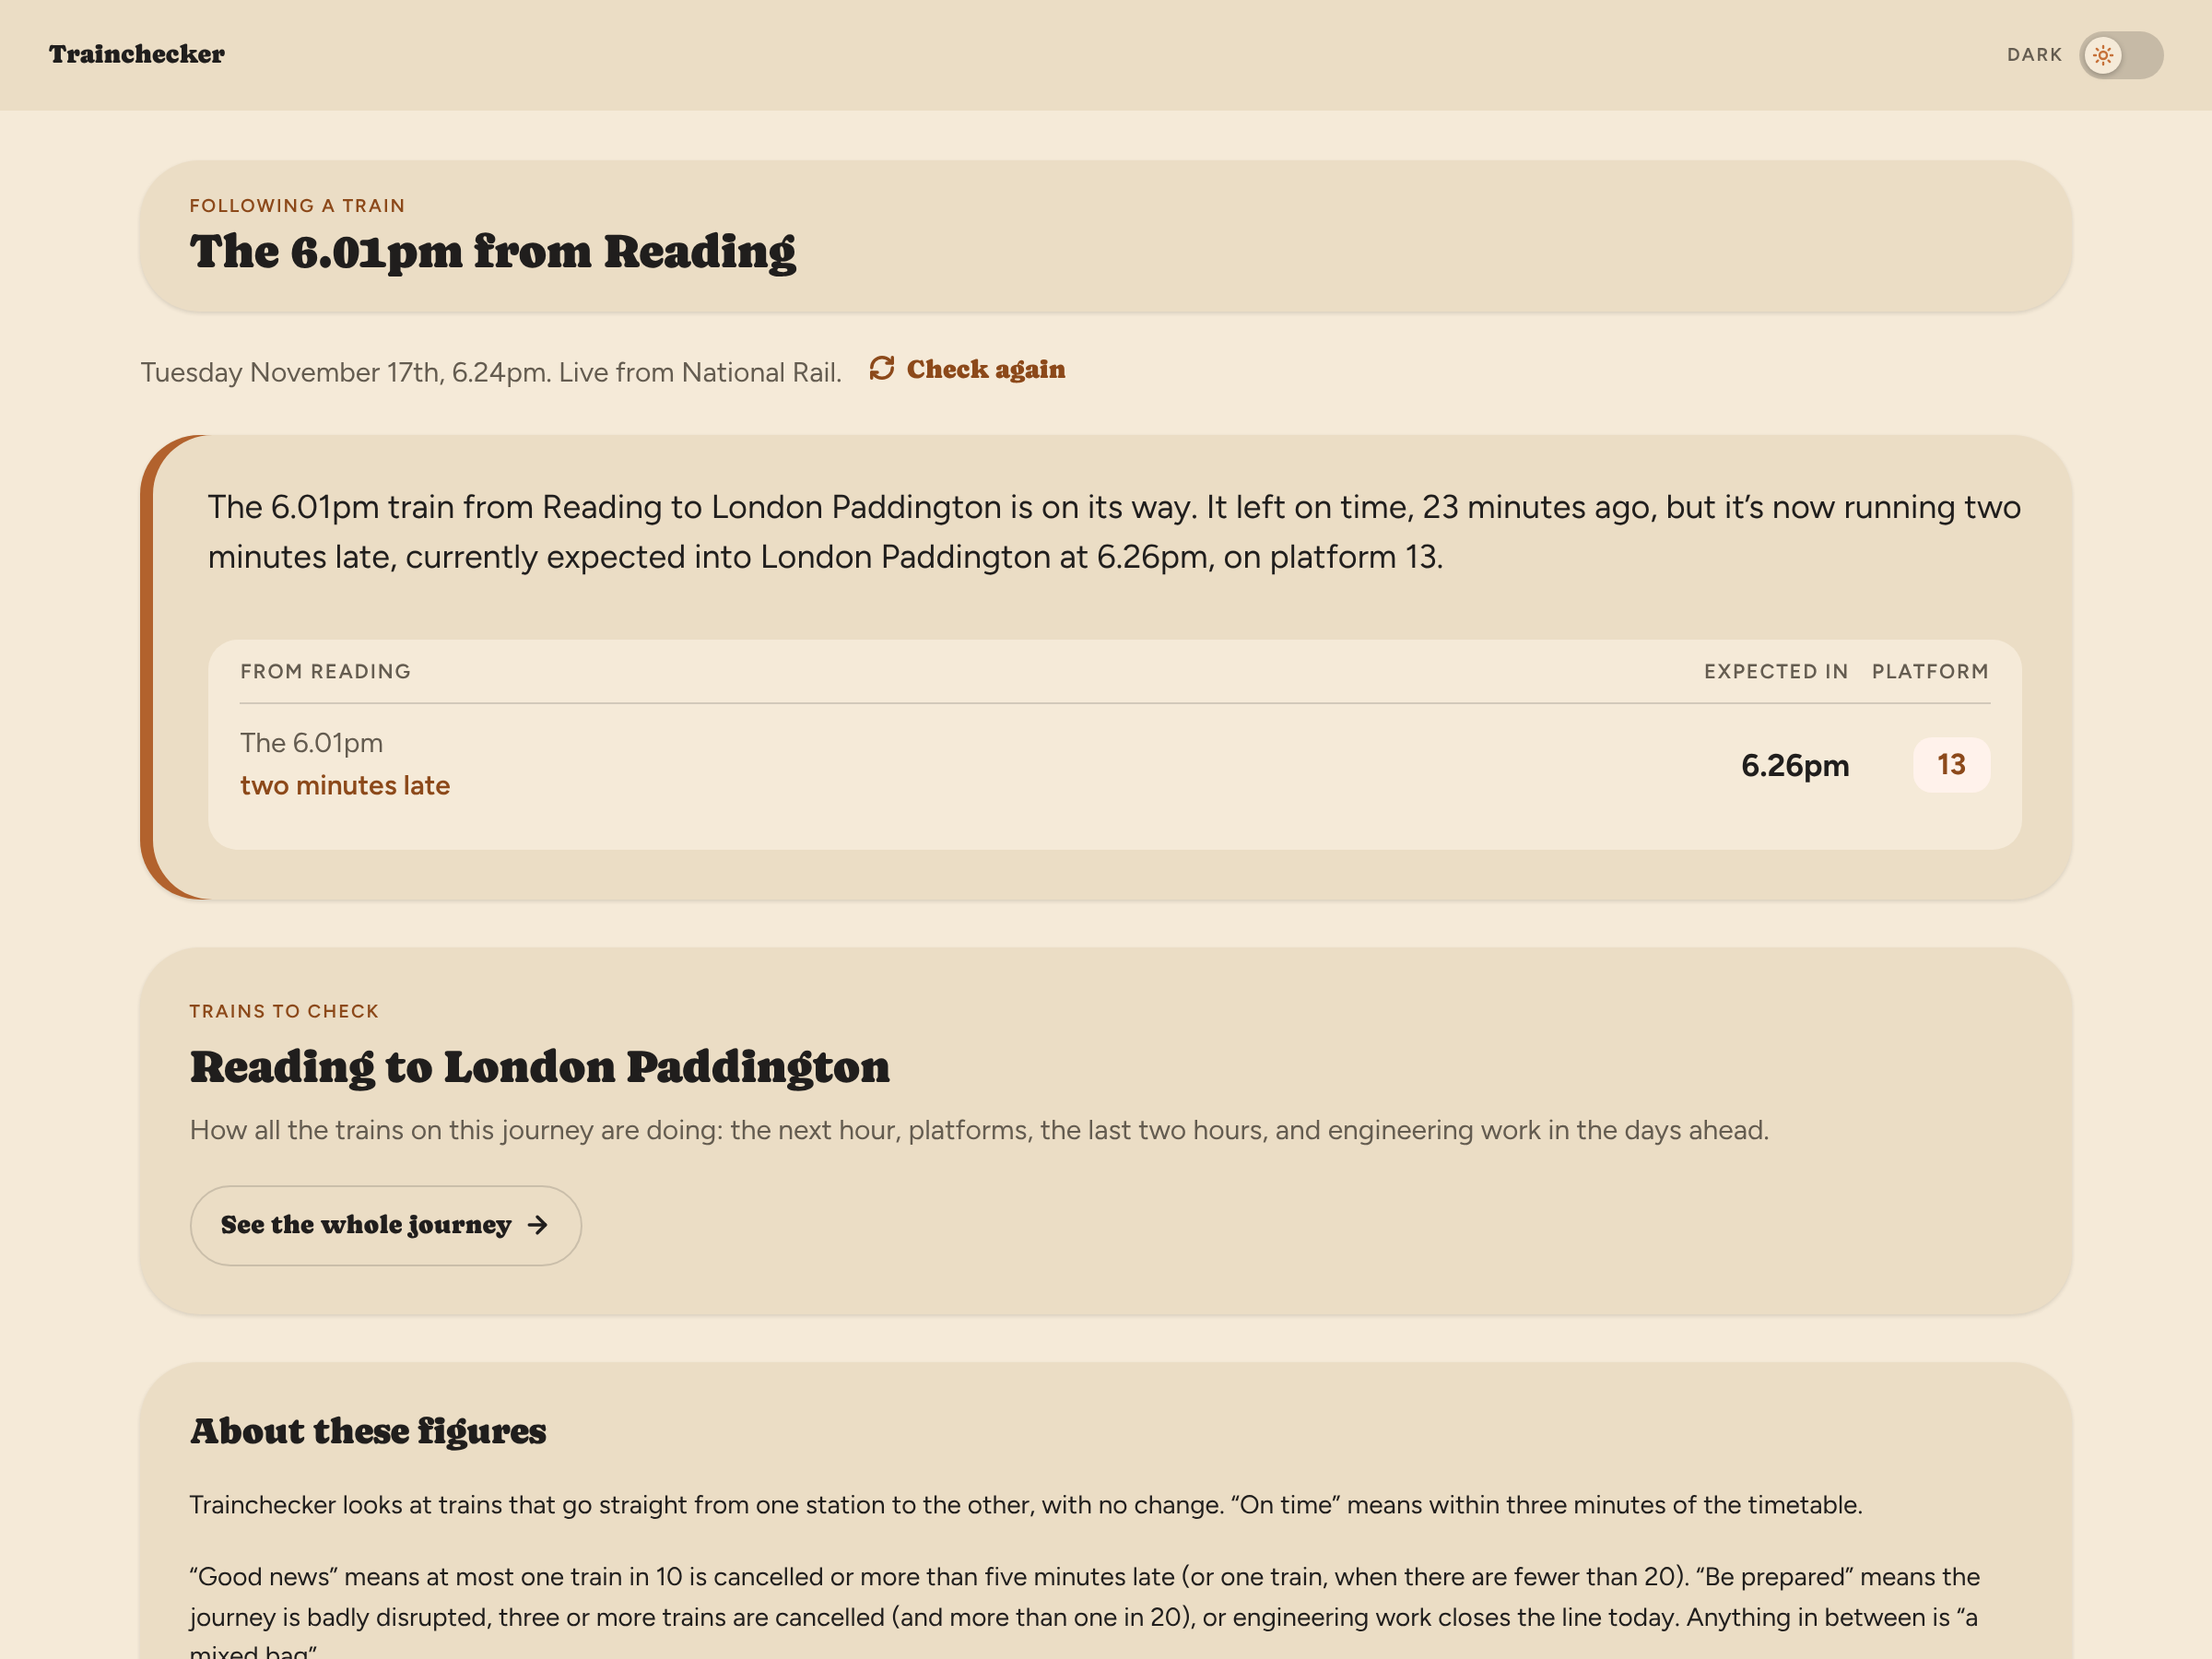 Trainchecker
DARK
FOLLOWING A TRAIN
The 6.01pm from Reading
Tuesday November 17th, 6.24pm. Live from National Rail.
Check again
The 6.01pm train from Reading to London Paddington is on its way. It left on time, 23 minutes ago, but it’s now running two
minutes late, currently expected into London Paddington at 6.26pm, on platform 13.
FROM READING
EXPECTED IN
PLATFORM
The 6.01pm
two minutes late
6.26pm
13
TRAINS TO CHECK
Reading to London Paddington
How all the trains on this journey are doing: the next hour, platforms, the last two hours, and engineering work in the days ahead.
See the whole journey
About these figures
Trainchecker looks at trains that go straight from one station to the other, with no change. “On time” means within three minutes of the timetable.
“Good news” means at most one train in 10 is cancelled or more than five minutes late (or one train, when there are fewer than 20). “Be prepared” means the
journey is badly disrupted, three or more trains are cancelled (and more than one in 20), or engineering work closes the line today. Anything in between is “a
mixed bag”